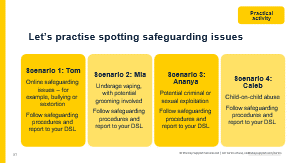 Practical
activity
Let's practise spotting safeguarding issues
Scenario 1: Tom
Online safeguarding
issues – for
example, bullying or
sextortion
Follow safeguarding
procedures and
report to your DSL
Scenario 2: Mia
Underage vaping,
with potential
grooming involved
Follow safeguarding
procedures and
report to your DSL
Scenario 3:
Ananya
Potential criminal or
sexual exploitation
Follow safeguarding
procedures and
report to your DSL
Scenario 4:
Caleb
Child-on-child abuse
Follow safeguarding
procedures and
report to your DSL